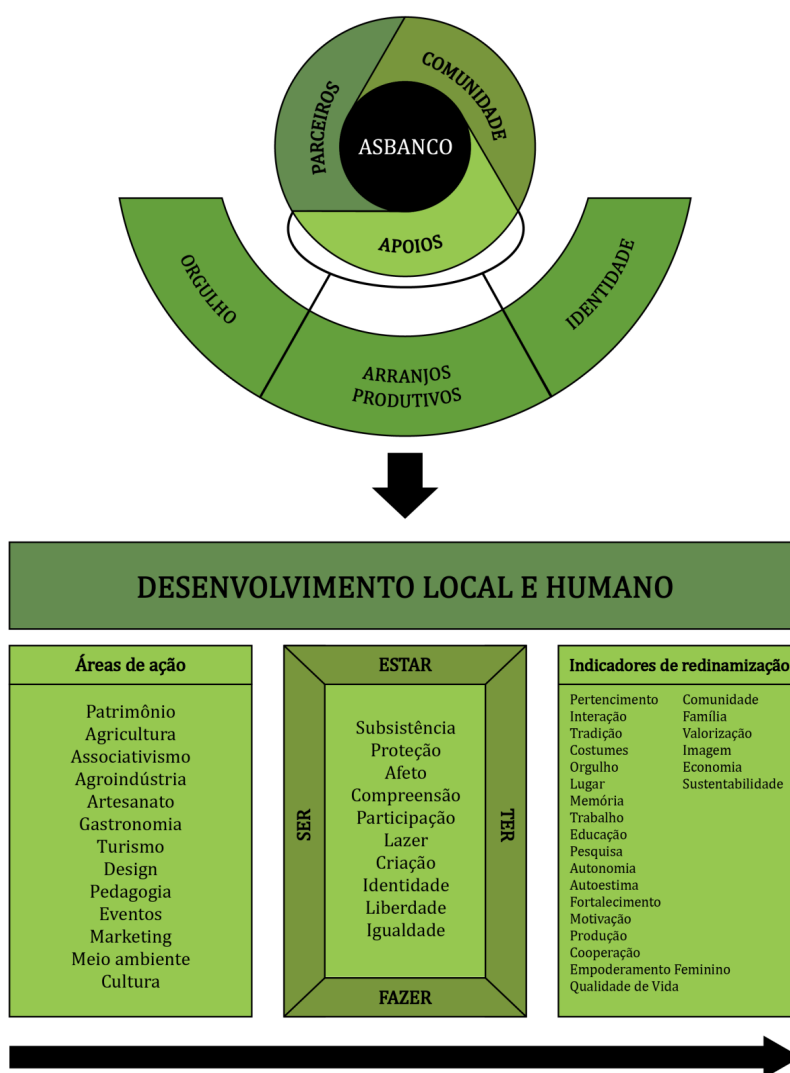 PARCEIROS
COMUNIDADE
ASBANCO
APOIOS
ORGULHO
ARRANJOS
PRODUTIVOS
IDENTIDADE
DESENVOLVIMENTO LOCAL E HUMANO
Áreas de ação
Patrimônio
Agricultura
Associativismo
Agroindústria
Artesanato
Gastronomia
Turismo
Design
Pedagogia
Eventos
Marketing
Meio ambiente
Cultura
ESTAR
SER
Subsistência
Proteção
Afeto
Compreensão
Participação
Lazer
Criação
Identidade
Liberdade
Igualdade
TER
FAZER
Indicadores de redinamização
Pertencimento
Interação
Tradição
Costumes
Orgulho
Lugar
Memória
Trabalho
Educação
Pesquisa
Autonomia
Autoestima
Fortalecimento
Motivação
Produção
Cooperação
Empoderamento Feminino
Qualidade de Vida
Comunidade
Família
Valorização
Imagem
Economia
Sustentabilidade